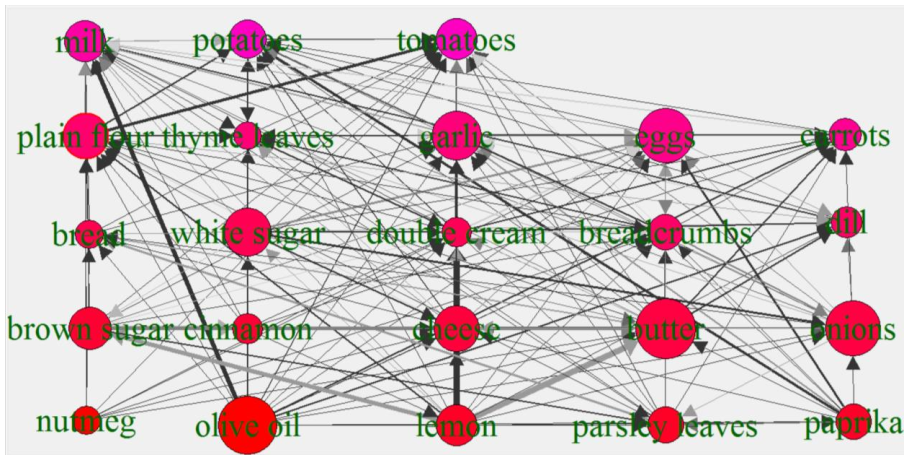 milk potatoes tomatoes
plain flour thyme leaves garlic eggs carrots
bread white sugar double cream breadcrumbs dill
brown sugar cinnamon cheese butter onions
nutmeg olive oil lemon parsley leaves paprika